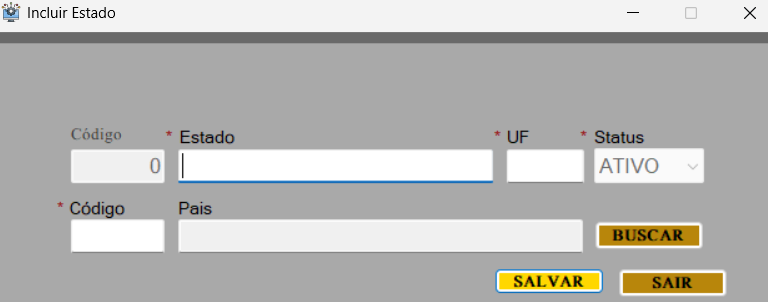 Incluir Estado
Código * Estado * UF * Status
0 ATIVO
* Código Pais
BUSCAR
SALVAR SAIR